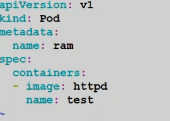 apiVersion: v1
kind: Pod
metadata:
  name: ram
spec:
  containers:
  - image: httpd
    name: test
~